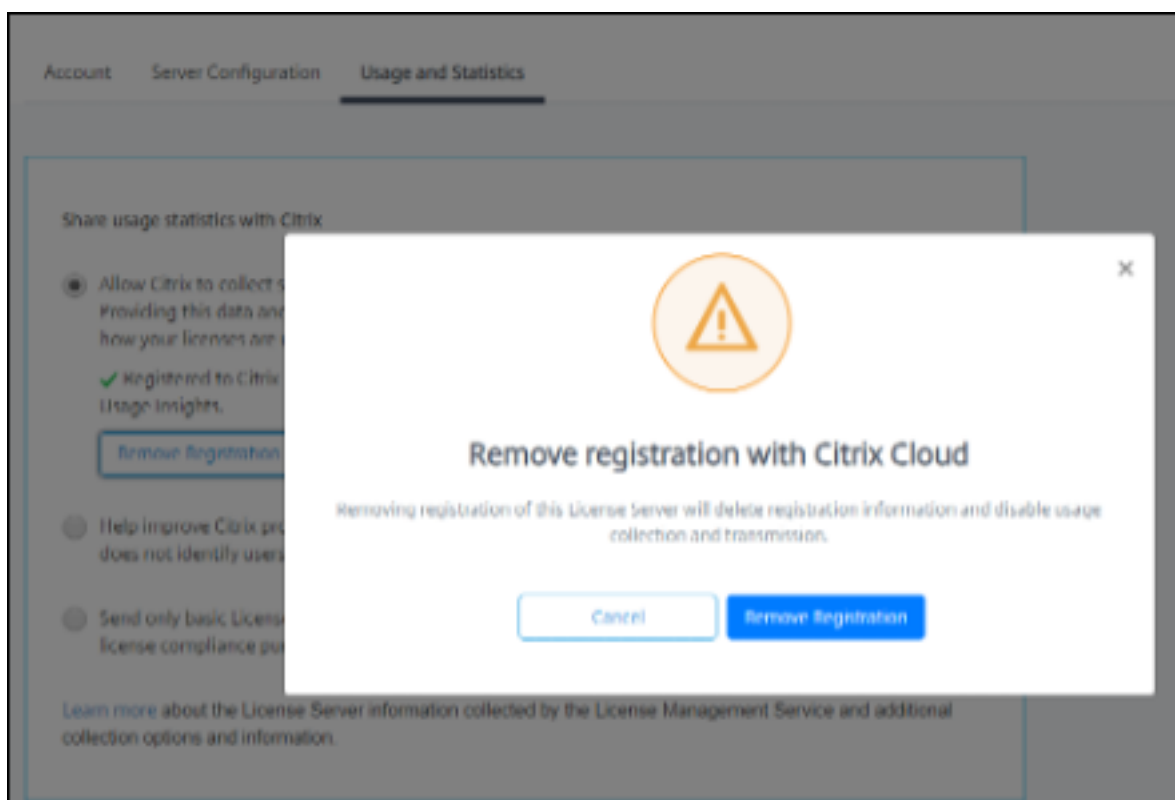 Account Server Configuration Usage and Statistics
Share usage statistics with Citrix
Allow Citrix to collect s
Providing this data and
how your licenses are
Registered to Citrix
Usage Insights.
Remove Registration
Help improve Citrix pro
does not identify users
Send only basic Licens
license compliance pu
Learn more about the License Server information collected by the License Management Service and additional
collection options and information.
Remove registration with Citrix Cloud
Removing registration of this License Server will delete registration information and disable usage
collection and transmission.
Cancel Remove Registration